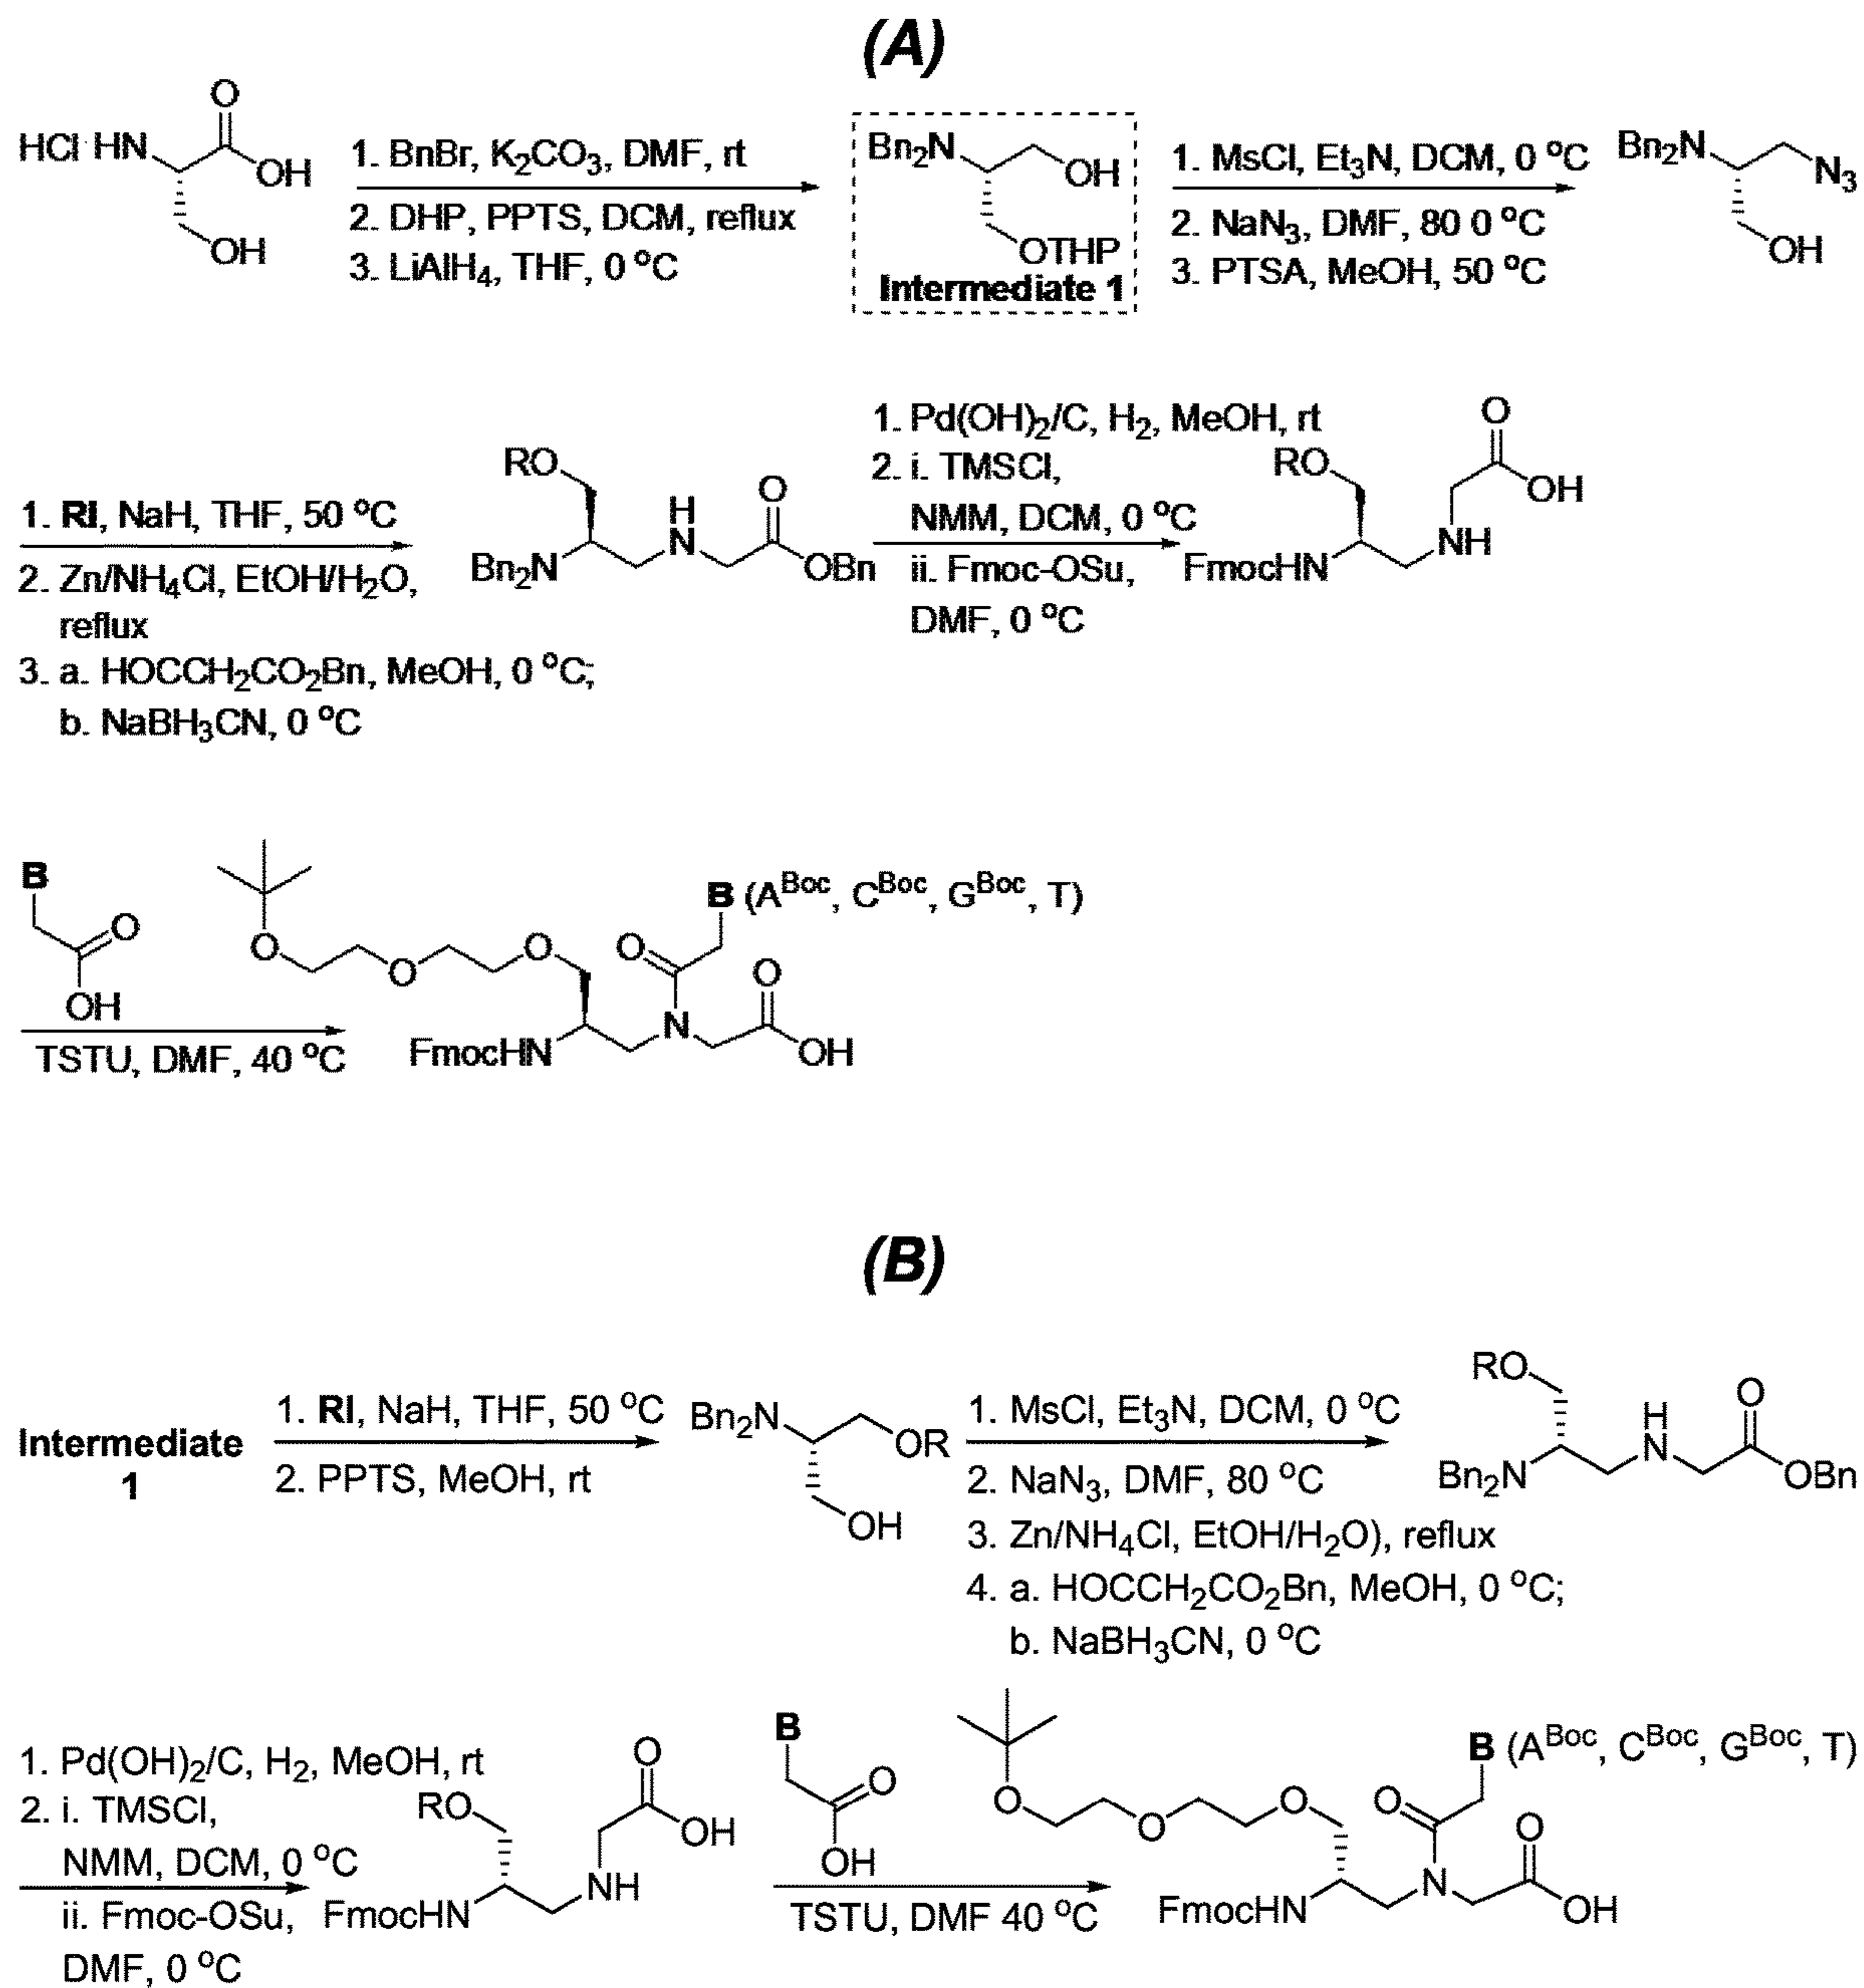 (A)
HCl HN
O
OH
OH
1. BnBr, K2CO3, DMF, rt
2. DHP, PPTS, DCM, reflux
3. LiAlH4, THF, 0 °C
Bn2N
OH
OTHP
Intermediate 1
1. MsCl, Et3N, DCM, 0 °C
2. NaN3, DMF, 80 0 °C
3. PTSA, MeOH, 50 °C
Bn2N
N3
OH
1. RI, NaH, THF, 50 °C
2. Zn/NH4Cl, EtOH/H2O,
reflux
3. a. HOCCH2CO2Bn, MeOH, 0 °C;
b. NaBH3CN, 0 °C
RO
H
N
O
Bn2N
OBn
1. Pd(OH)2/C, H2, MeOH, rt
2. i. TMSCl,
NMM, DCM, 0 °C
ii. Fmoc-OSu,
DMF, 0 °C
RO
O
OH
NH
FmocHN
B
O
OH
TSTU, DMF, 40 °C
O
O
O
O
B (ABoc, CBoc, GBoc, T)
O
N
OH
FmocHN
(B)
Intermediate
1
1. RI, NaH, THF, 50 °C
2. PPTS, MeOH, rt
Bn2N
OR
OH
1. MsCl, Et3N, DCM, 0 °C
2. NaN3, DMF, 80 °C
3. Zn/NH4Cl, EtOH/H2O), reflux
4. a. HOCCH2CO2Bn, MeOH, 0 °C;
b. NaBH3CN, 0 °C
RO
H
N
O
Bn2N
OBn
1. Pd(OH)2/C, H2, MeOH, rt
2. i. TMSCl,
NMM, DCM, 0 °C
ii. Fmoc-OSu,
DMF, 0 °C
RO
O
OH
NH
FmocHN
B
O
OH
TSTU, DMF 40 °C
O
O
O
O
B (ABoc, CBoc, GBoc, T)
O
N
OH
FmocHN